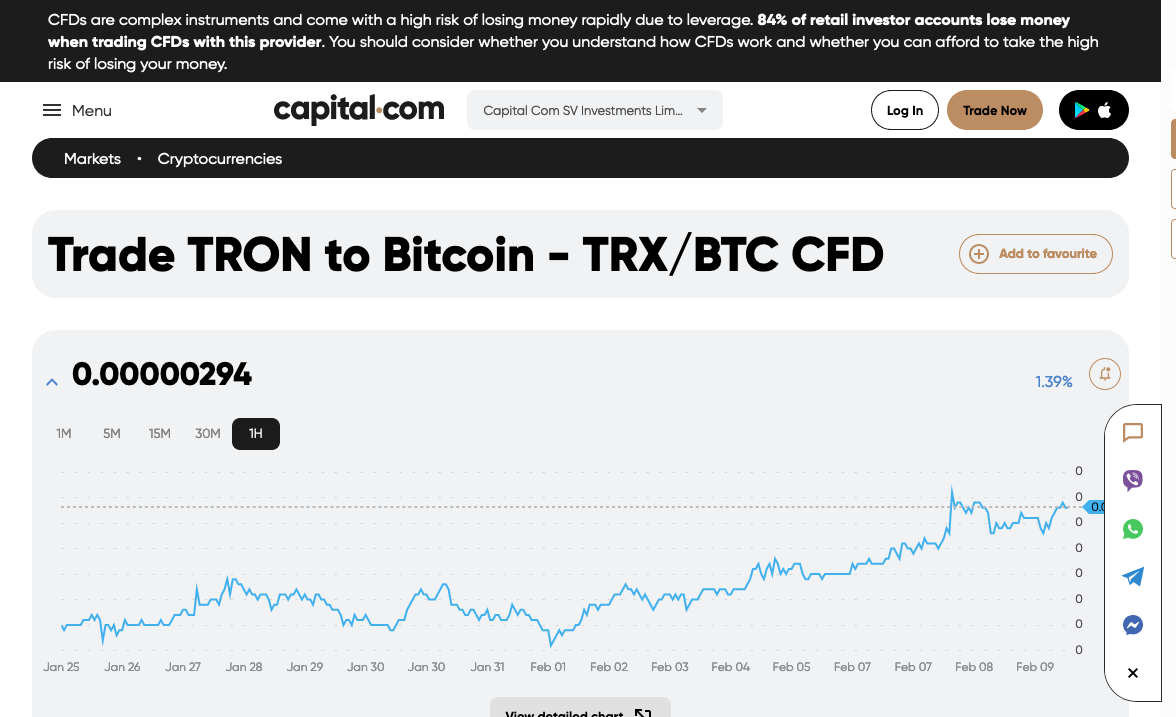 CFDs are complex instruments and come with a high risk of losing money rapidly due to leverage. 84% of retail investor accounts lose money
when trading CFDs with this provider. You should consider whether you understand how CFDs work and whether you can afford to take the high
risk of losing your money.
Menu
capital.com
Capital Com SV Investments Lim...
Log In
Trade Now
Markets • Cryptocurrencies
Trade TRON to Bitcoin - TRX/BTC CFD
Add to favourite
0.00000294
1.39%
1M 5M 15M 30M 1H
0
0
0.0
0
0
0
0
0
0
Jan 25 Jan 26 Jan 27 Jan 28 Jan 29 Jan 30 Jan 30 Jan 31 Feb 01 Feb 02 Feb 03 Feb 04 Feb 05 Feb 07 Feb 07 Feb 08 Feb 09
View detailed chart